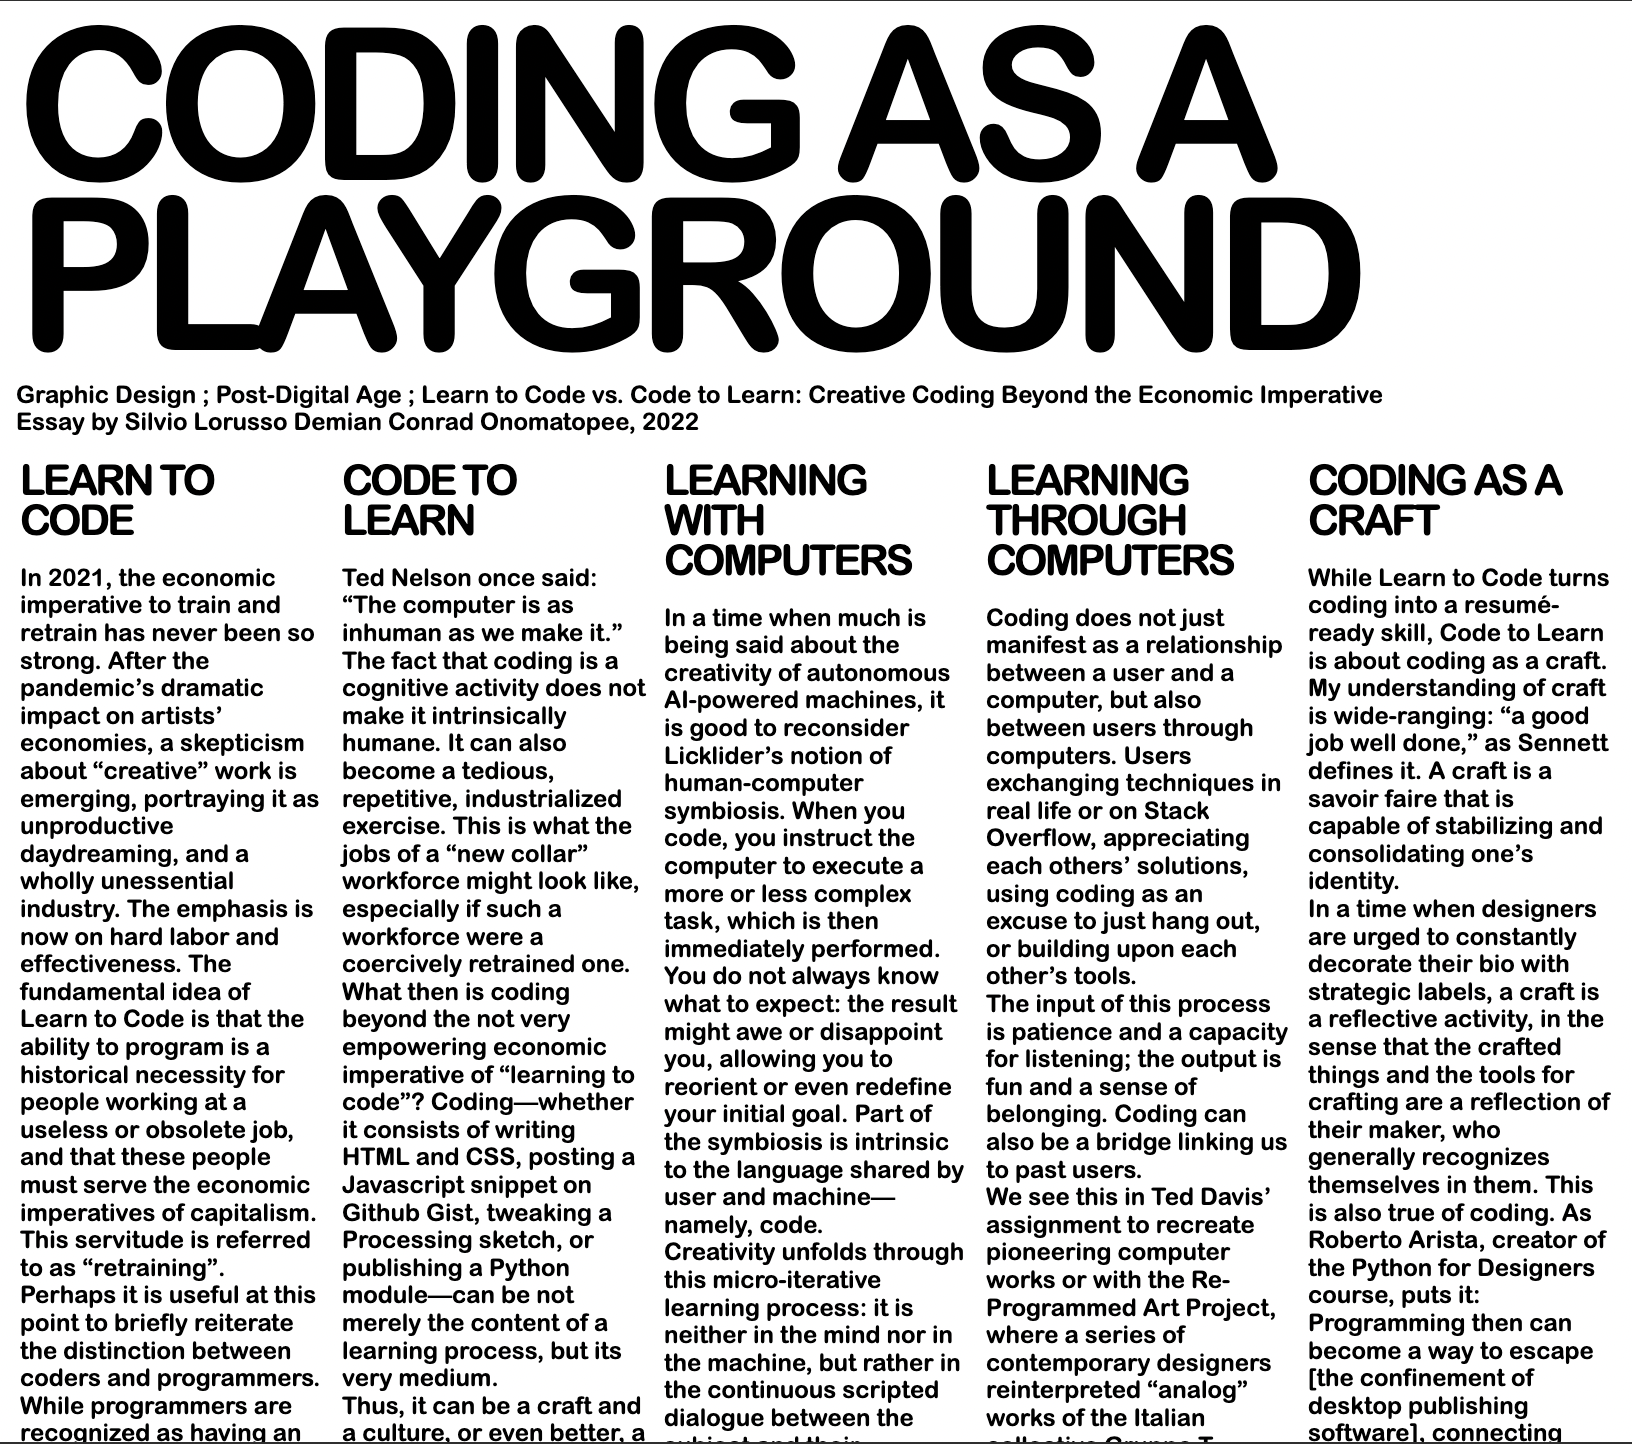 CODING AS A
PLAYGROUND
Graphic Design ; Post-Digital Age ; Learn to Code vs. Code to Learn: Creative Coding Beyond the Economic Imperative
Essay by Silvio Lorusso Demian Conrad Onomatopee, 2022
LEARN TO
CODE
In 2021, the economic
imperative to train and
retrain has never been so
strong. After the
pandemic’s dramatic
impact on artists’
economies, a skepticism
about “creative” work is
emerging, portraying it as
unproductive
daydreaming, and a
wholly unessential
industry. The emphasis is
now on hard labor and
effectiveness. The
fundamental idea of
Learn to Code is that the
ability to program is a
historical necessity for
people working at a
useless or obsolete job,
and that these people
must serve the economic
imperatives of capitalism.
This servitude is referred
to as “retraining”.
Perhaps it is useful at this
point to briefly reiterate
the distinction between
coders and programmers.
While programmers are
recognized as having an
CODE TO
LEARN
Ted Nelson once said:
“The computer is as
inhuman as we make it.”
The fact that coding is a
cognitive activity does not
make it intrinsically
humane. It can also
become a tedious,
repetitive, industrialized
exercise. This is what the
jobs of a “new collar”
workforce might look like,
especially if such a
workforce were a
coercively retrained one.
What then is coding
beyond the not very
empowering economic
imperative of “learning to
code”? Coding—whether
it consists of writing
HTML and CSS, posting a
Javascript snippet on
Github Gist, tweaking a
Processing sketch, or
publishing a Python
module—can be not
merely the content of a
learning process, but its
very medium.
Thus, it can be a craft and
a culture, or even better, a
LEARNING
WITH
COMPUTERS
In a time when much is
being said about the
creativity of autonomous
AI-powered machines, it
is good to reconsider
Licklider’s notion of
human-computer
symbiosis. When you
code, you instruct the
computer to execute a
more or less complex
task, which is then
immediately performed.
You do not always know
what to expect: the result
might awe or disappoint
you, allowing you to
reorient or even redefine
your initial goal. Part of
the symbiosis is intrinsic
to the language shared by
user and machine—
namely, code.
Creativity unfolds through
this micro-iterative
learning process: it is
neither in the mind nor in
the machine, but rather in
the continuous scripted
dialogue between the
subject and their
LEARNING
THROUGH
COMPUTERS
Coding does not just
manifest as a relationship
between a user and a
computer, but also
between users through
computers. Users
exchanging techniques in
real life or on Stack
Overflow, appreciating
each others’ solutions,
using coding as an
excuse to just hang out,
or building upon each
other’s tools.
The input of this process
is patience and a capacity
for listening; the output is
fun and a sense of
belonging. Coding can
also be a bridge linking us
to past users.
We see this in Ted Davis’
assignment to recreate
pioneering computer
works or with the Re-
Programmed Art Project,
where a series of
contemporary designers
reinterpreted “analog”
works of the Italian
collective Gruppo T
CODING AS A
CRAFT
While Learn to Code turns
coding into a resumé-
ready skill, Code to Learn
is about coding as a craft.
My understanding of craft
is wide-ranging: “a good
job well done,” as Sennett
defines it. A craft is a
savoir faire that is
capable of stabilizing and
consolidating one’s
identity.
In a time when designers
are urged to constantly
decorate their bio with
strategic labels, a craft is
a reflective activity, in the
sense that the crafted
things and the tools for
crafting are a reflection of
their maker, who
generally recognizes
themselves in them. This
is also true of coding. As
Roberto Arista, creator of
the Python for Designers
course, puts it:
Programming then can
become a way to escape
[the confinement of
desktop publishing
software], connecting